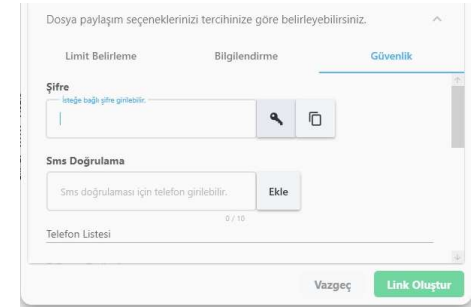 Dosya paylaşım seçeneklerinizi tercihinize göre belirleyebilirsiniz.
Limit Belirleme Bilgilendirme Güvenlik
Şifre
İsteğe bağlı şifre girilebilir.
Sms Doğrulama
Sms doğrulaması için telefon girilebilir. Ekle
0 / 10
Telefon Listesi
Vazgeç Link Oluştur